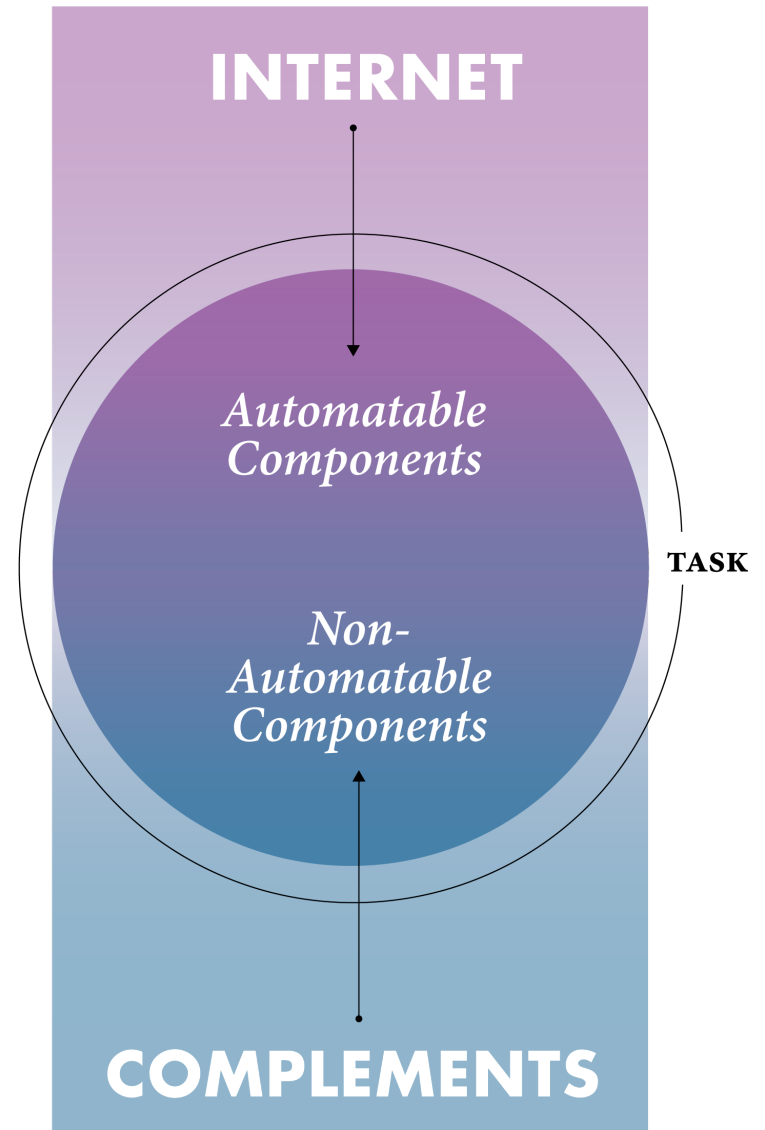 INTERNET
Automatable
Components
TASK
Non-
Automatable
Components
COMPLEMENTS